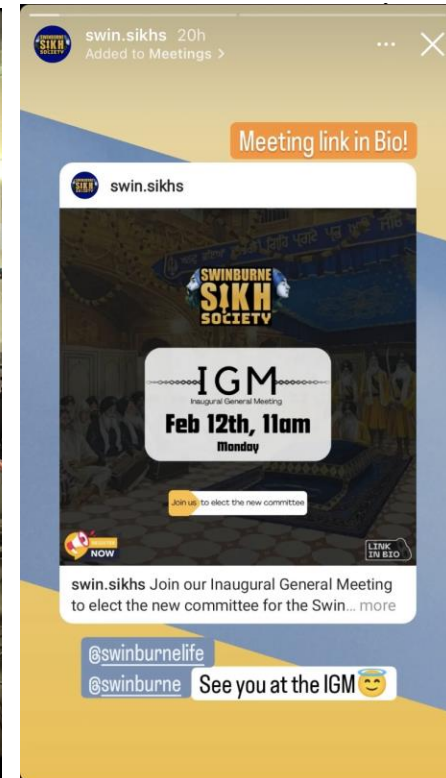 swin.sikhs 20h
Added to Meetings >
Meeting link in Bio!
SWINBURNE
SIKH
SOCIETY
swin.sikhs
SWINBURNE
SIKH
SOCIETY
IGM
Inaugural General Meeting
Feb 12th, 11am
Monday
Join us to elect the new committee
NOW
LINK
IN BIO
swin.sikhs Join our Inaugural General Meeting
to elect the new committee for the Swin... more
@swinburnelife
@swinburne See you at the IGM😇